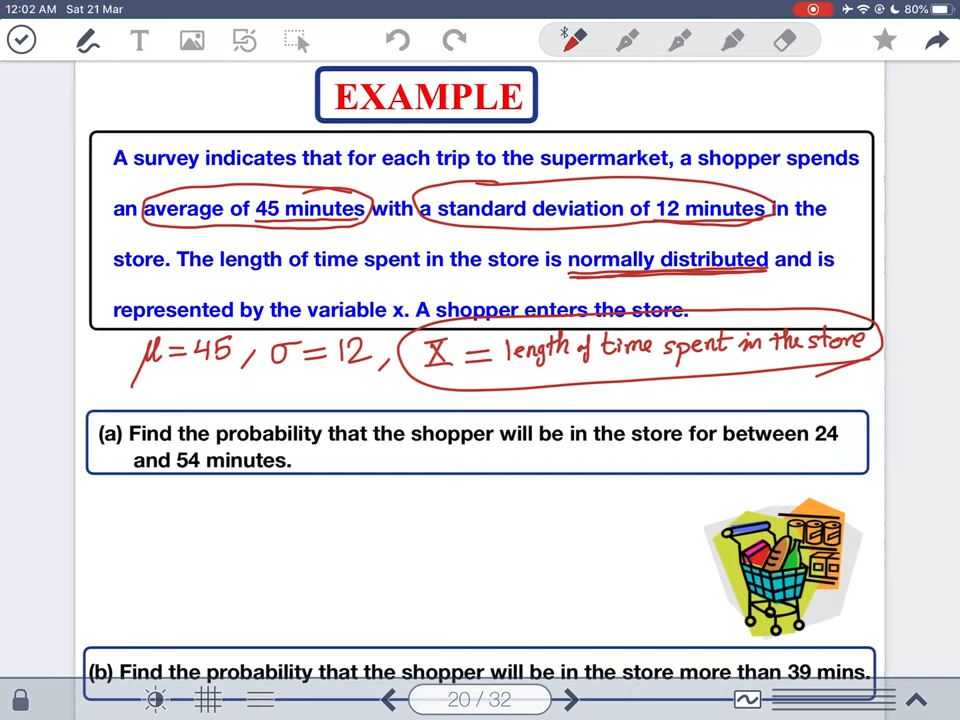 12:02 AM Sat 21 Mar 80%
T
EXAMPLE
A survey indicates that for each trip to the supermarket, a shopper spends
an average of 45 minutes with a standard deviation of 12 minutes in the
store. The length of time spent in the store is normally distributed and is
represented by the variable x. A shopper enters the store.
μ = 45, σ = 12, X = length of time spent in the store
(a) Find the probability that the shopper will be in the store for between 24
and 54 minutes.
(b) Find the probability that the shopper will be in the store more than 39 mins.
20 / 32